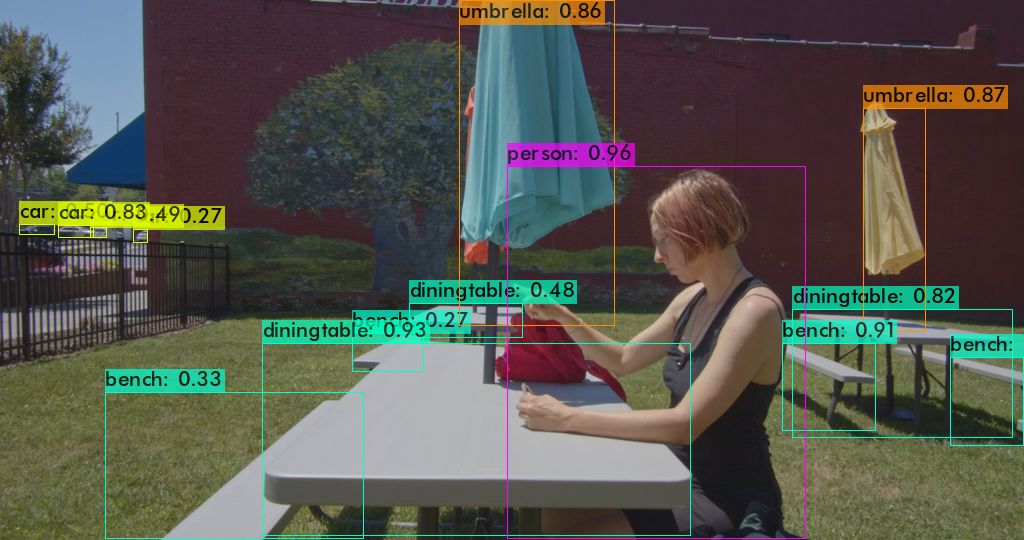 umbrella: 0.86
umbrella: 0.87
person: 0.96
car:
car: 0.83
.49
0.27
diningtable: 0.48
diningtable: 0.82
bench: 0.27
diningtable: 0.93
bench: 0.91
bench:
bench: 0.33